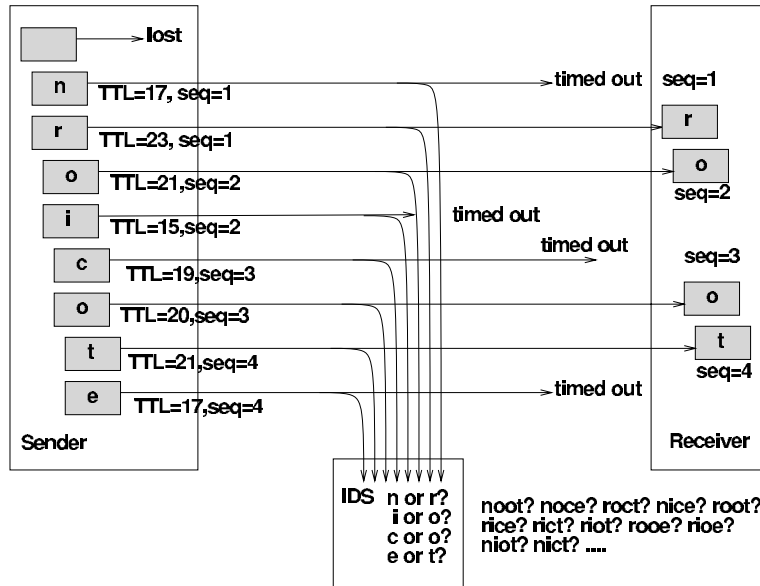 lost
n
TTL=17, seq=1
timed out
seq=1
r
TTL=23, seq=1
r
o
TTL=21,seq=2
o
seq=2
i
TTL=15,seq=2
timed out
c
TTL=19,seq=3
timed out
seq=3
o
TTL=20,seq=3
o
t
TTL=21,seq=4
t
seq=4
e
TTL=17,seq=4
timed out
Sender
Receiver
IDS n or r?
i or o?
c or o?
e or t?
noot? noce? roct? nice? root?
rice? rict? riot? rooe? rioe?
niot? nict? ....